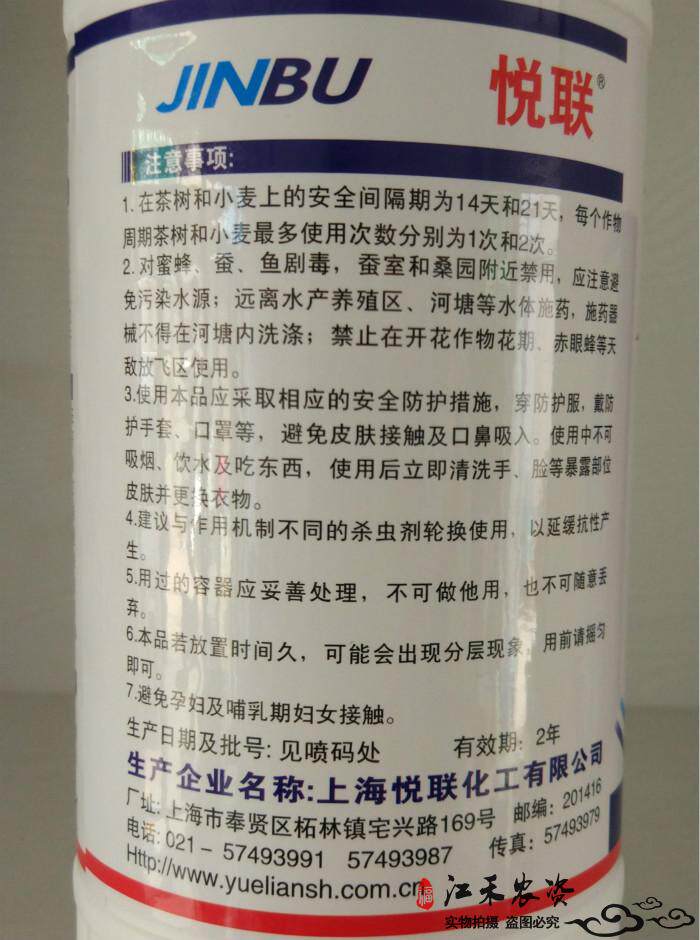 JINBU 悦联®
注意事项:
1.在茶树和小麦上的安全间隔期为14天和21天，每个作物
周期茶树和小麦最多使用次数分别为1次和2次。
2.对蜜蜂、蚕、鱼剧毒，蚕室和桑园附近禁用，应注意避
免污染水源；远离水产养殖区、河塘等水体施药，施药器
械不得在河塘内洗涤；禁止在开花作物花期、赤眼蜂等天
敌放飞区使用。
3.使用本品应采取相应的安全防护措施，穿防护服，戴防
护手套、口罩等，避免皮肤接触及口鼻吸入。使用中不可
吸烟、饮水及吃东西，使用后立即清洗手、脸等暴露部位
皮肤并更换衣物。
4.建议与作用机制不同的杀虫剂轮换使用，以延缓抗性产
生。
5.用过的容器应妥善处理，不可做他用，也不可随意丢
弃。
6.本品若放置时间久，可能会出现分层现象，用前请摇匀
即可。
7.避免孕妇及哺乳期妇女接触。
生产日期及批号: 见喷码处 有效期: 2年
生产企业名称:上海悦联化工有限公司
厂址: 上海市奉贤区柘林镇宅兴路169号 邮编: 201416
电话: 021－57493991 57493987 传真: 57493979
Http://www.yueliansh.com.cn
福 江禾农资
实物拍摄 盗图必究